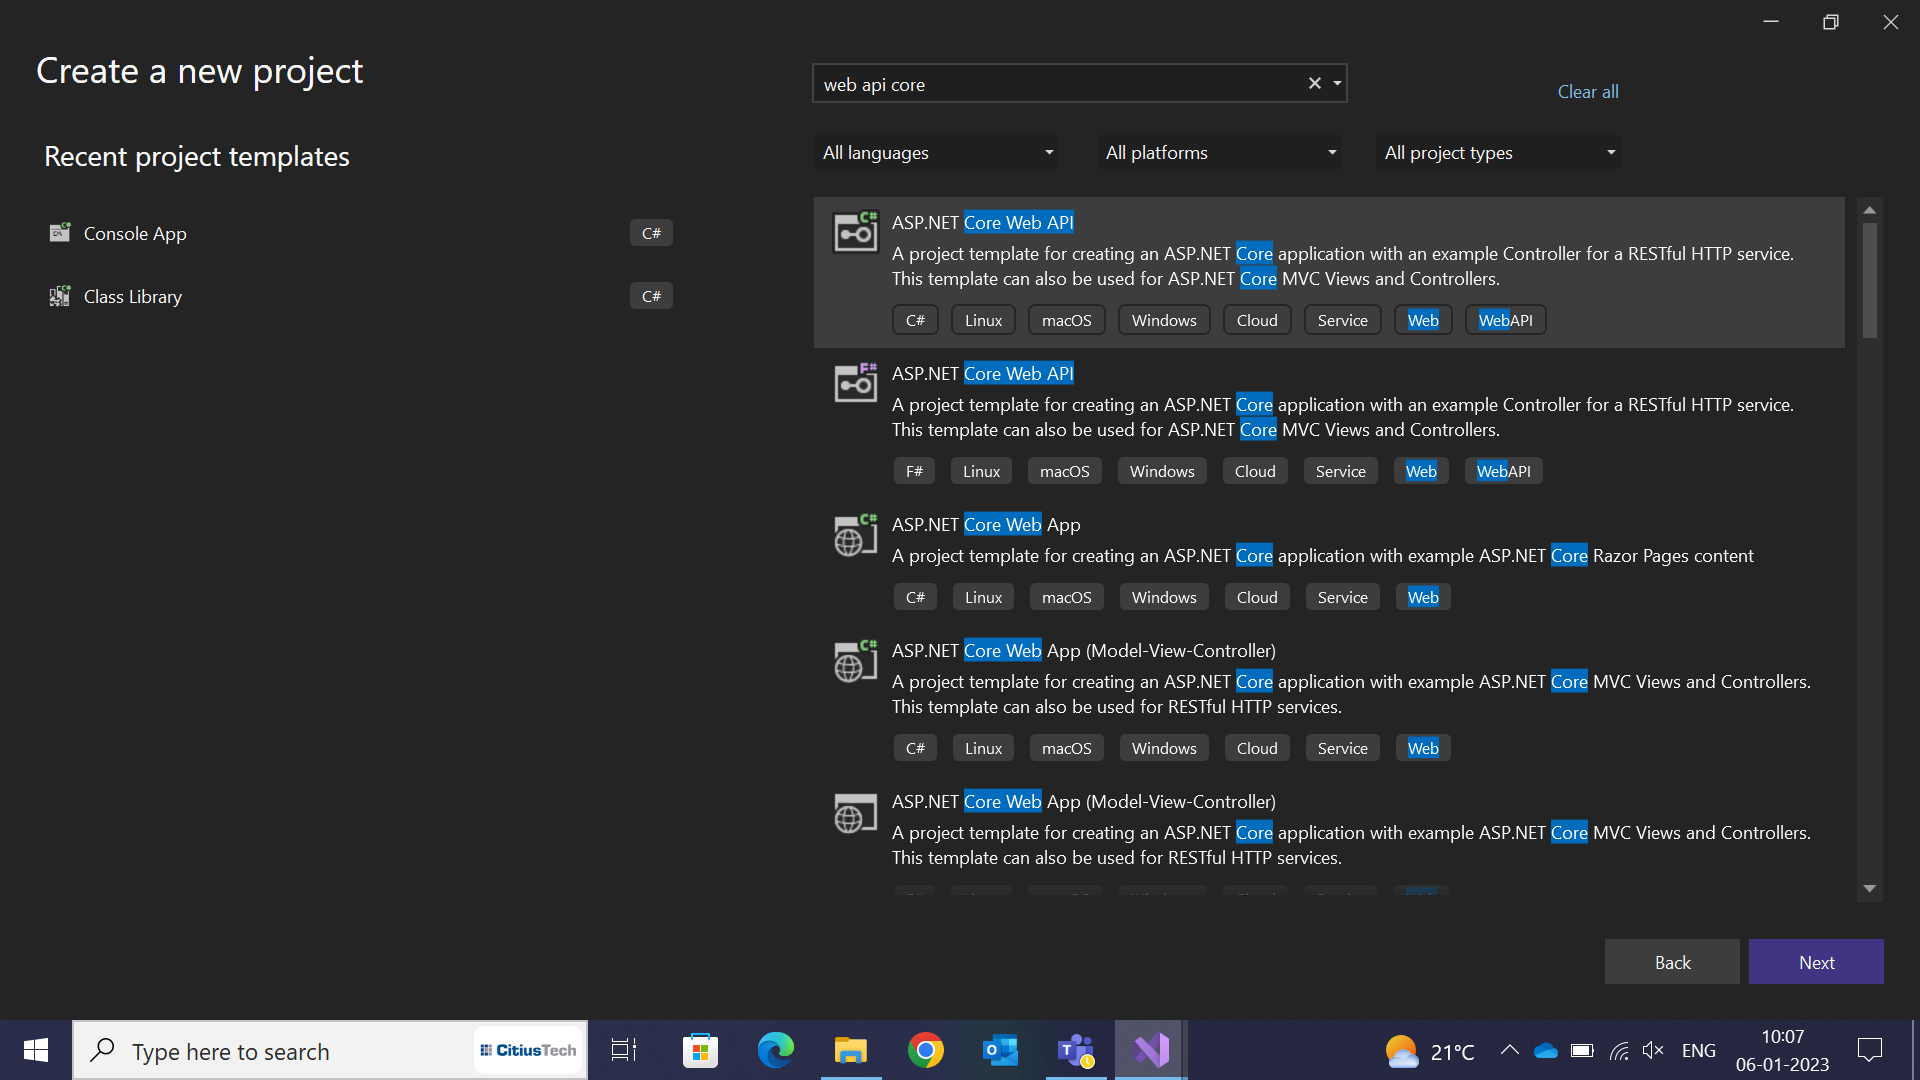 Create a new project
web api core
Clear all
Recent project templates
All languages
All platforms
All project types
Console App
C#
Class Library
C#
ASP.NET Core Web API
A project template for creating an ASP.NET Core application with an example Controller for a RESTful HTTP service.
This template can also be used for ASP.NET Core MVC Views and Controllers.
C# Linux macOS Windows Cloud Service Web WebAPI
ASP.NET Core Web API
A project template for creating an ASP.NET Core application with an example Controller for a RESTful HTTP service.
This template can also be used for ASP.NET Core MVC Views and Controllers.
F# Linux macOS Windows Cloud Service Web WebAPI
ASP.NET Core Web App
A project template for creating an ASP.NET Core application with example ASP.NET Core Razor Pages content
C# Linux macOS Windows Cloud Service Web
ASP.NET Core Web App (Model-View-Controller)
A project template for creating an ASP.NET Core application with example ASP.NET Core MVC Views and Controllers.
This template can also be used for RESTful HTTP services.
C# Linux macOS Windows Cloud Service Web
ASP.NET Core Web App (Model-View-Controller)
A project template for creating an ASP.NET Core application with example ASP.NET Core MVC Views and Controllers.
This template can also be used for RESTful HTTP services.
Back
Next
Type here to search
CitiusTech
21°C
ENG
10:07
06-01-2023